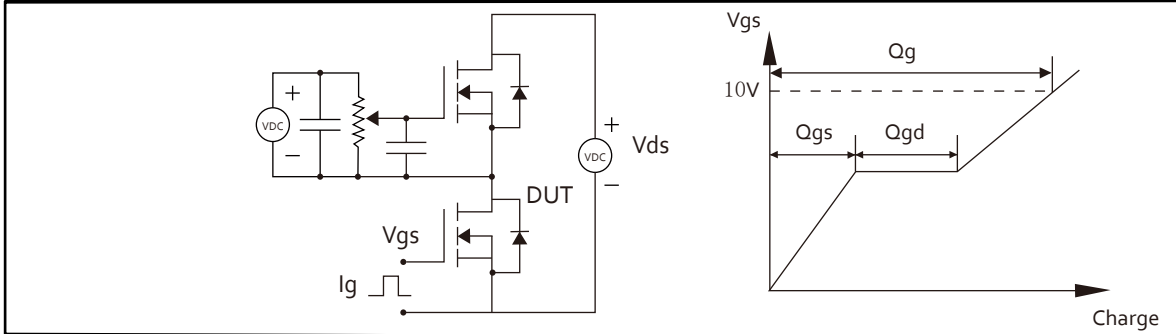 VDC
+
−
Vgs
Ig
DUT
+
VDC
−
Vds
Vgs
10V
Qg
Qgs
Qgd
Charge